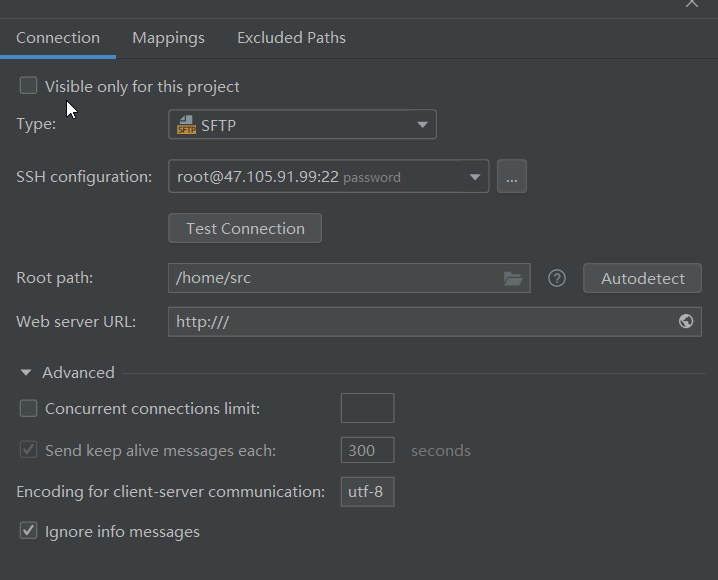 Connection Mappings Excluded Paths
Visible only for this project
Type: SFTP SFTP
SSH configuration: root@47.105.91.99:22 password ...
Test Connection
Root path: /home/src ? Autodetect
Web server URL: http:///
Advanced
Concurrent connections limit:
Send keep alive messages each: 300 seconds
Encoding for client-server communication: utf-8
Ignore info messages